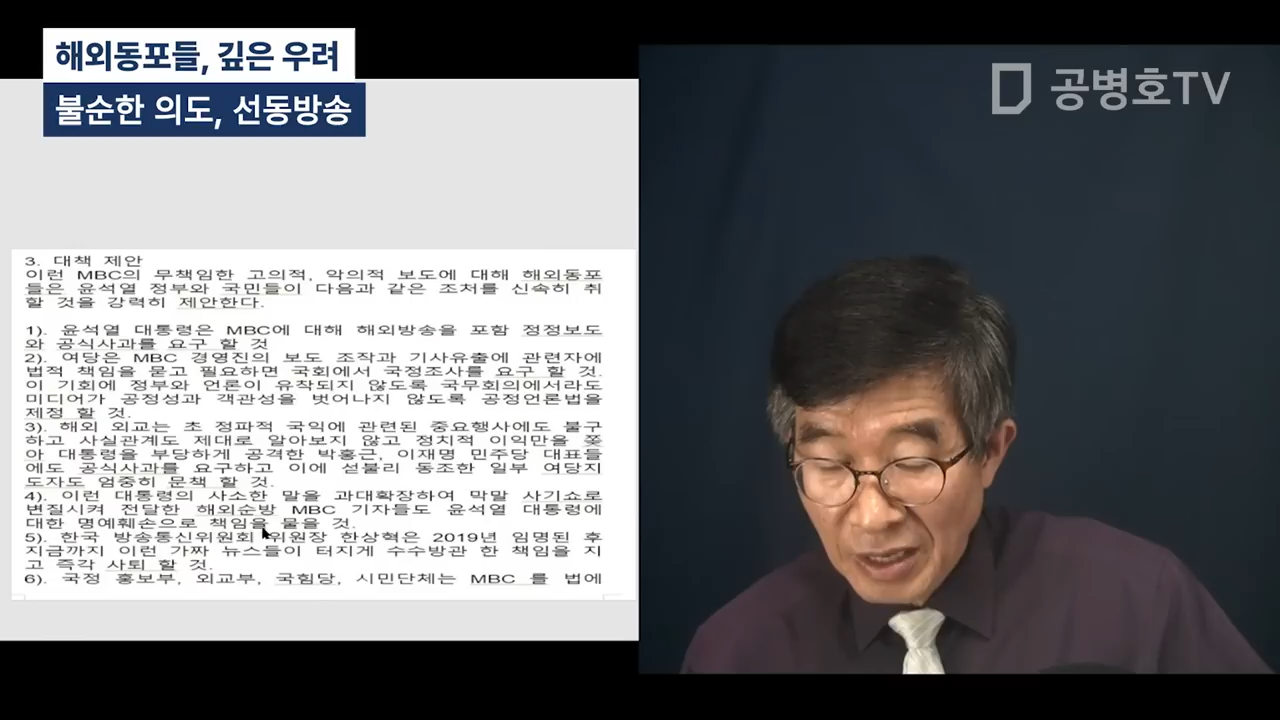 해외동포들, 깊은 우려
불순한 의도, 선동방송
공병호TV
3. 대책 제안
이런 MBC의 무책임한 고의적, 악의적 보도에 대해 해외동포
들은 윤석열 정부와 국민들이 다음과 같은 조처를 신속히 취
할 것을 강력히 제안한다.
1). 윤석열 대통령은 MBC에 대해 해외방송을 포함 정정보도
와 공식사과를 요구 할 것
2). 여당은 MBC 경영진의 보도 조작과 기사유출에 관련자에
법적 책임을 묻고 필요하면 국회에서 국정조사를 요구 할 것.
이 기회에 정부와 언론이 유착되지 않도록 국무회의에서라도
미디어가 공정성과 객관성을 벗어나지 않도록 공정언론법을
제정 할 것.
3). 해외 외교는 초 정파적 국익에 관련된 중요행사에도 불구
하고 사실관계도 제대로 알아보지 않고 정치적 이익만을 쫓
아 대통령을 부당하게 공격한 박홍근, 이재명 민주당 대표들
에도 공식사과를 요구하고 이에 섣불리 동조한 일부 여당지
도자도 엄중히 문책 할 것.
4). 이런 대통령의 사소한 말을 과대확장하여 막말 사기쇼로
변질시켜 전달한 해외순방 MBC 기자들도 윤석열 대통령에
대한 명예훼손으로 책임을 물을 것.
5). 한국 방송통신위원회 위원장 한상혁은 2019년 임명된 후
지금까지 이런 가짜 뉴스들이 터지게 수수방관 한 책임을 지
고 즉각 사퇴 할 것.
6). 국정 홍보부, 외교부, 국힘당, 시민단체는 MBC 를 법에